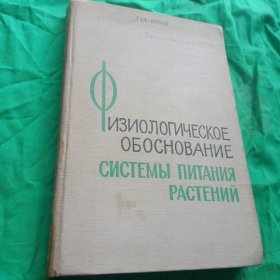 ФИЗИОЛОГИЧЕСКОЕ
ОБОСНОВАНИЕ
СИСТЕМЫ ПИТАНИЯ
РАСТЕНИЙ